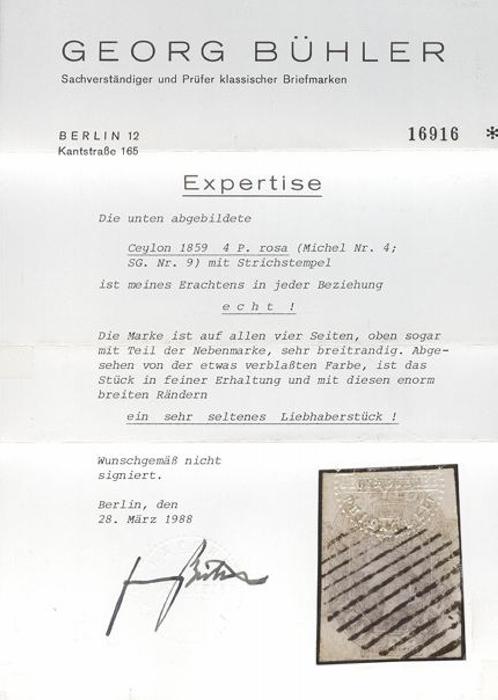 GEORG BÜHLER
Sachverständiger und Prüfer klassischer Briefmarken
BERLIN 12
Kantstraße 165
16916 *
Expertise
Die unten abgebildete
Ceylon 1859 4 P. rosa (Michel Nr. 4;
SG. Nr. 9) mit Strichstempel
ist meines Erachtens in jeder Beziehung
echt !
Die Marke ist auf allen vier Seiten, oben sogar
mit Teil der Nebenmarke, sehr breitrandig. Abge-
sehen von der etwas verblaßten Farbe, ist das
Stück in feiner Erhaltung und mit diesen enorm
breiten Rändern
ein sehr seltenes Liebhaberstück !
Wunschgemäß nicht
signiert.
Berlin, den
28. März 1988